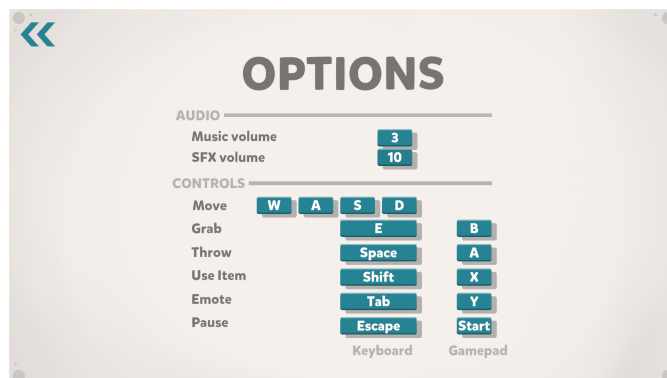 OPTIONS
AUDIO
Music volume 3
SFX volume 10
CONTROLS
Move W A S D
Grab E B
Throw Space A
Use Item Shift X
Emote Tab Y
Pause Escape Start
Keyboard Gamepad